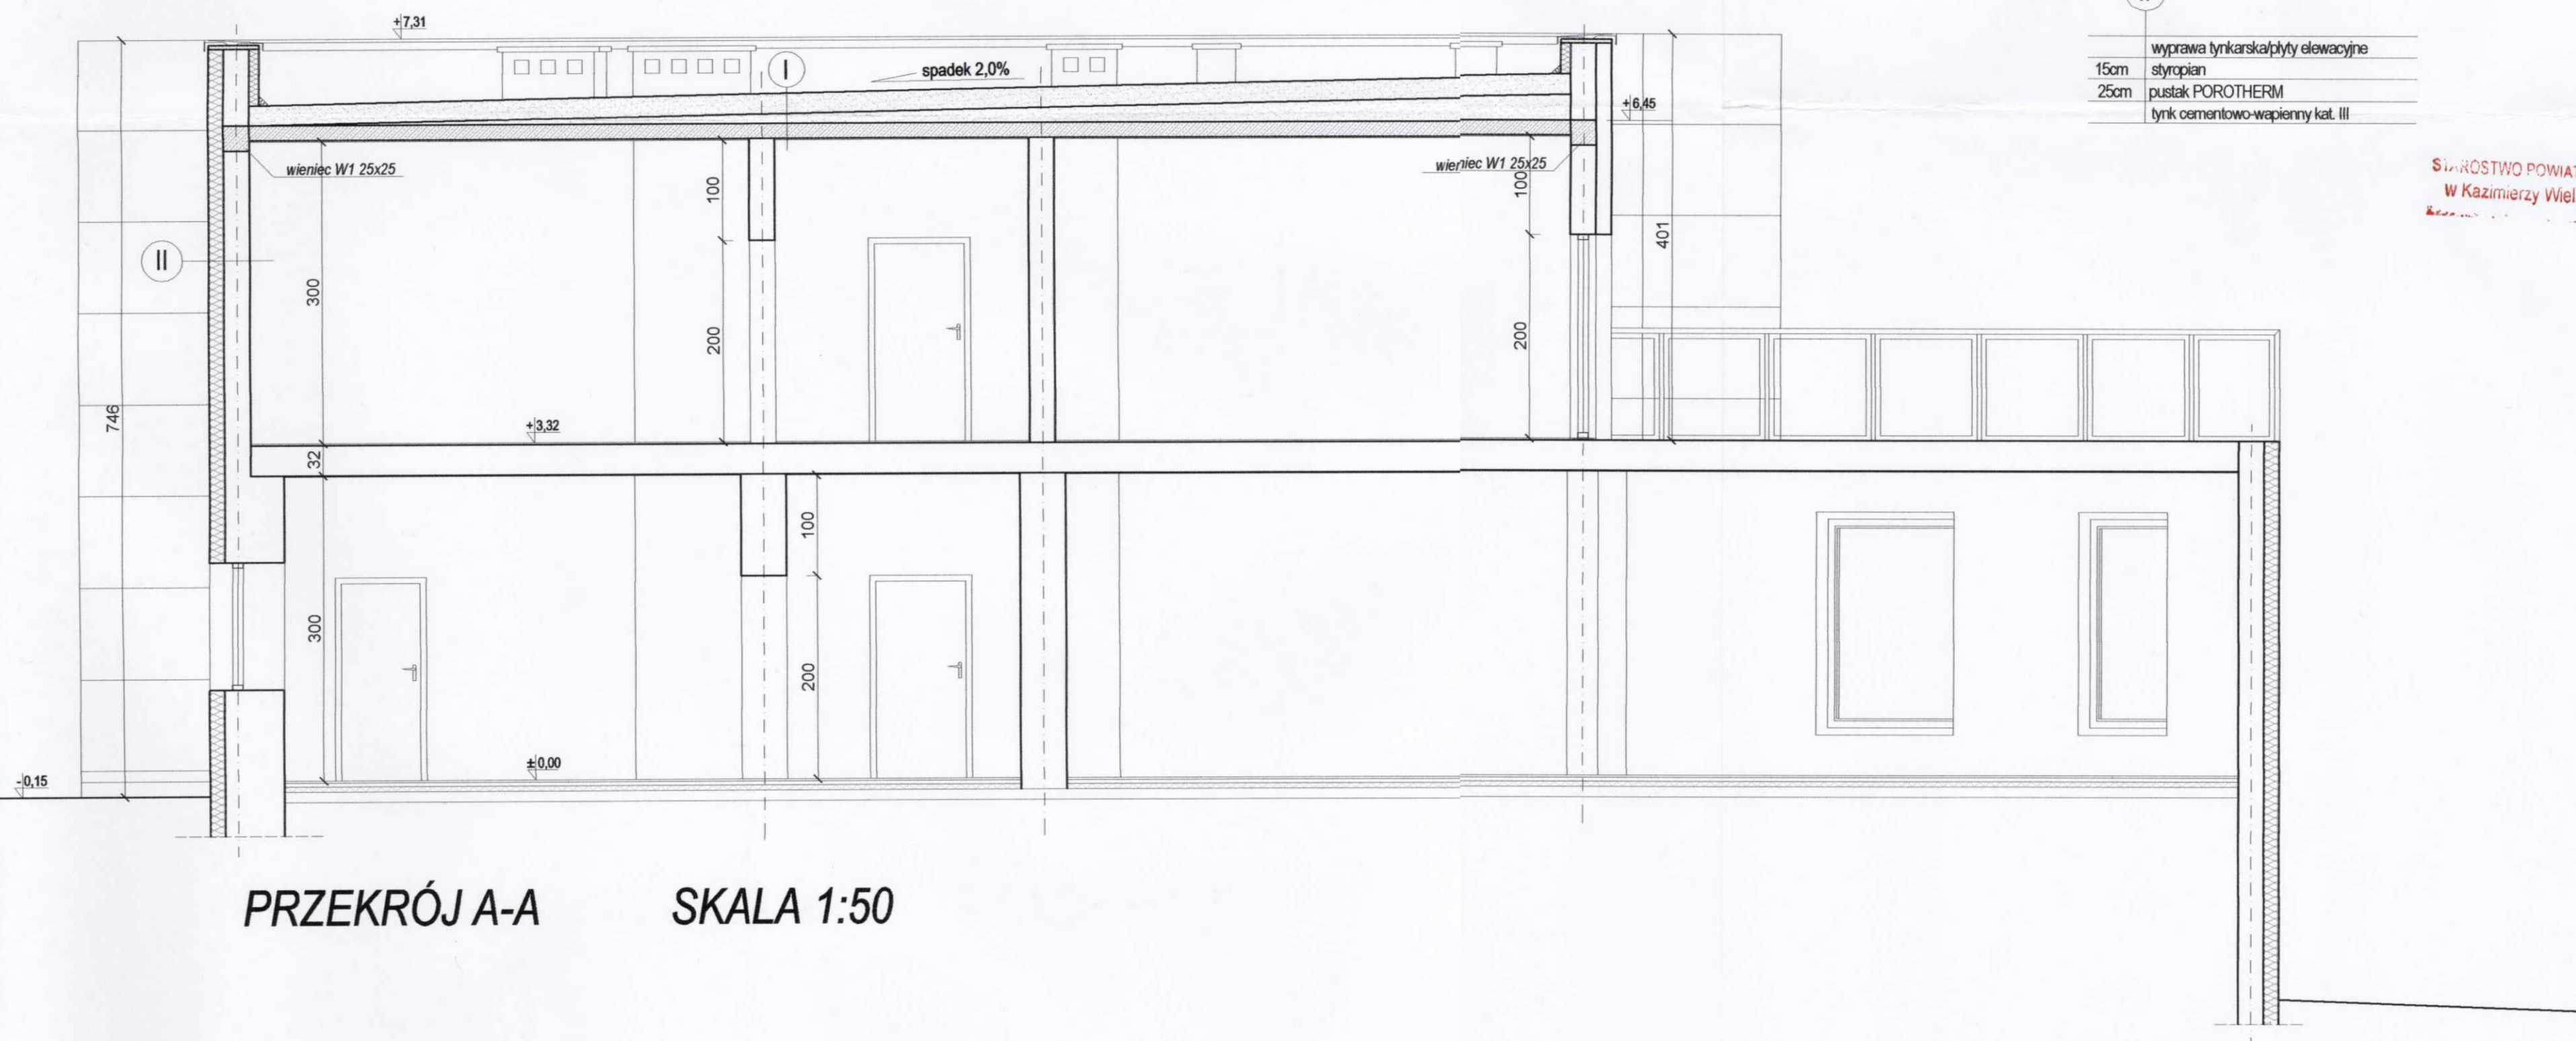 +7,31
wyprawa tynkarska/płyty elewacyjne
15cm styropian
25cm pustak POROTHERM
tynk cementowo-wapienny kat. III
I
spadek 2,0%
+6,45
wieniec W1 25x25
wieniec W1 25x25
STAROSTWO POWIAT
W Kazimierzy Wiel
100
100
401
II
300
200
200
746
+3,32
32
100
300
200
-0,15
±0,00
PRZEKRÓJ A-A SKALA 1:50